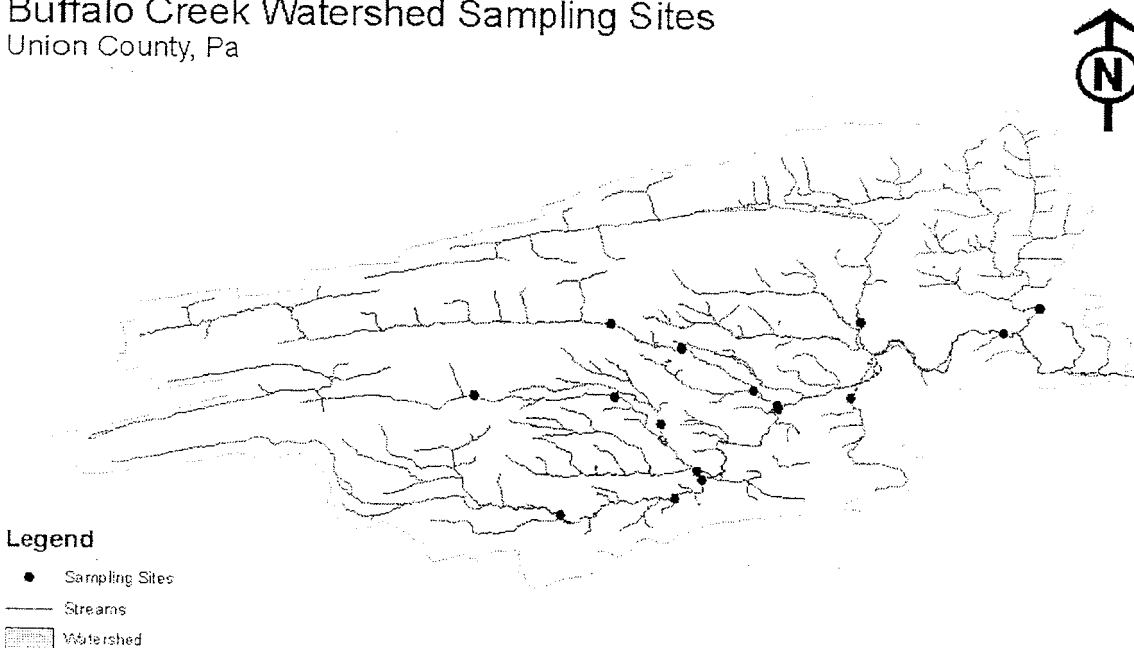 Buffalo Creek Watershed Sampling Sites
Union County, Pa
N
Legend
Sampling Sites
Streams
Watershed